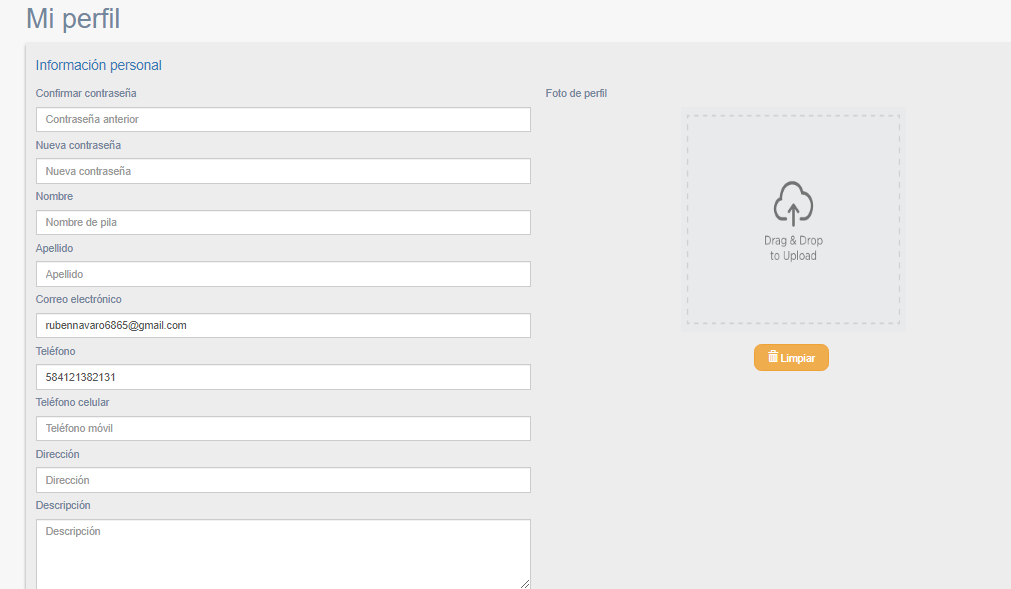 Mi perfil
Información personal
Confirmar contraseña
Contraseña anterior
Nueva contraseña
Nueva contraseña
Nombre
Nombre de pila
Apellido
Apellido
Correo electrónico
rubennavaro6865@gmail.com
Teléfono
584121382131
Teléfono celular
Teléfono móvil
Dirección
Dirección
Descripción
Descripción
Foto de perfil
Drag & Drop
to Upload
Limpiar